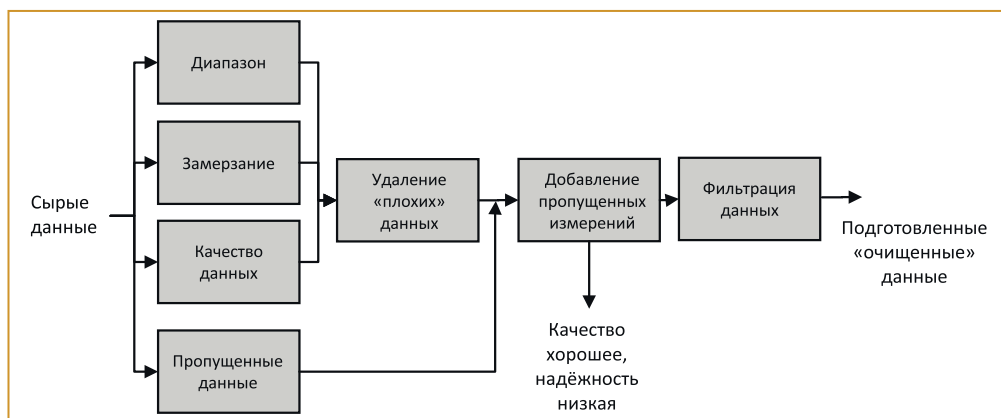 Сырые
данные
Диапазон
Замерзание
Качество
данных
Пропущенные
данные
Удаление
«плохих»
данных
Добавление
пропущенных
измерений
Качество
хорошее,
надёжность
низкая
Фильтрация
данных
Подготовленные
«очищенные»
данные